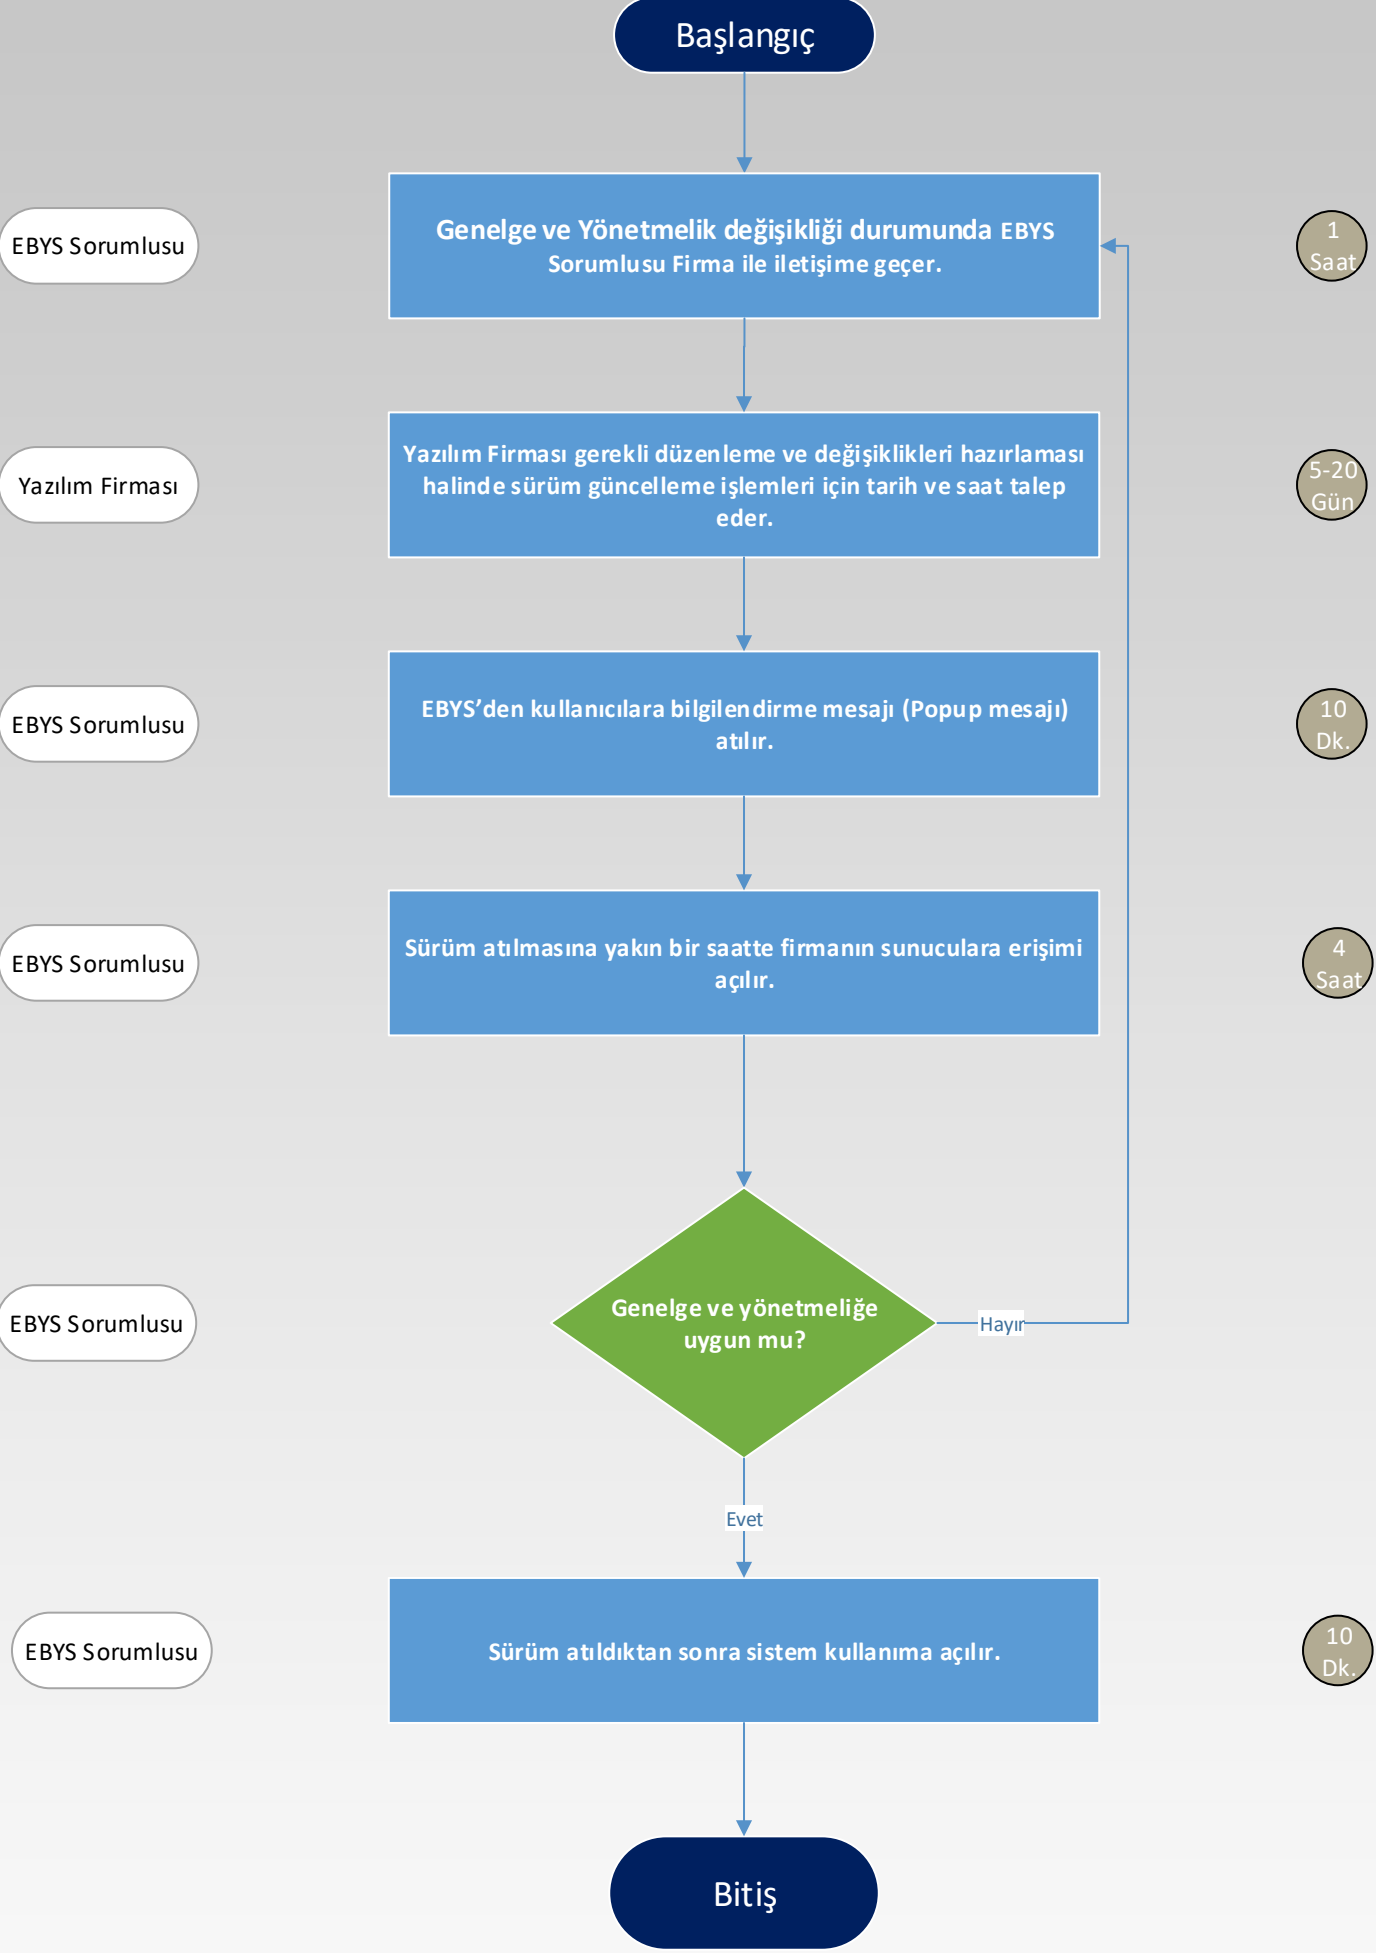 Başlangıç
EBYS Sorumlusu
Genelge ve Yönetmelik değişikliği durumunda EBYS
Sorumlusu Firma ile iletişime geçer.
1
Saat
Yazılım Firması
Yazılım Firması gerekli düzenleme ve değişiklikleri hazırlaması
halinde sürüm güncelleme işlemleri için tarih ve saat talep
eder.
5-20
Gün
EBYS Sorumlusu
EBYS’den kullanıcılara bilgilendirme mesajı (Popup mesajı)
atılır.
10
Dk.
EBYS Sorumlusu
Sürüm atılmasına yakın bir saatte firmanın sunuculara erişimi
açılır.
4
Saat
EBYS Sorumlusu
Genelge ve yönetmeliğe
uygun mu?
Hayır
Evet
EBYS Sorumlusu
Sürüm atıldıktan sonra sistem kullanıma açılır.
10
Dk.
Bitiş